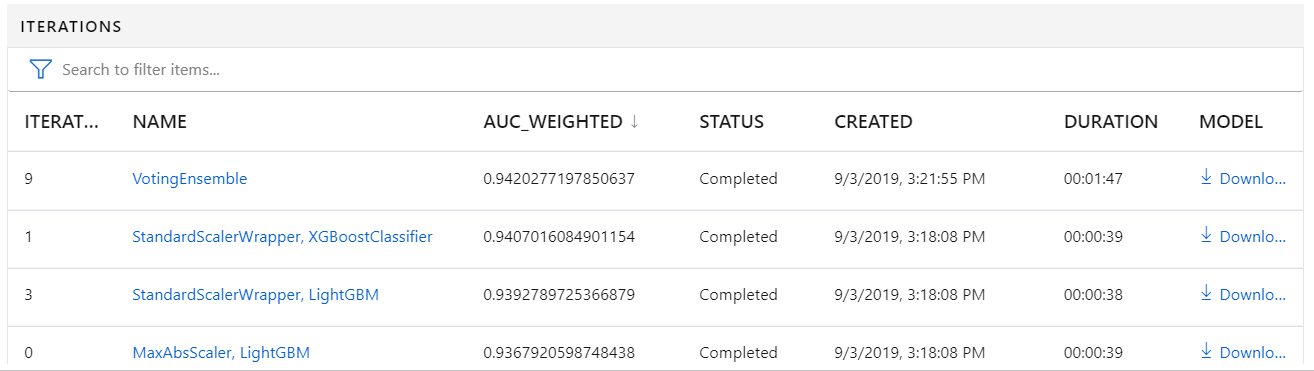 ITERATIONS
Search to filter items...
ITERAT... NAME AUC_WEIGHTED ↓ STATUS CREATED DURATION MODEL
9 VotingEnsemble 0.9420277197850637 Completed 9/3/2019, 3:21:55 PM 00:01:47 Downlo...
1 StandardScalerWrapper, XGBoostClassifier 0.9407016084901154 Completed 9/3/2019, 3:18:08 PM 00:00:39 Downlo...
3 StandardScalerWrapper, LightGBM 0.9392789725366879 Completed 9/3/2019, 3:18:08 PM 00:00:38 Downlo...
0 MaxAbsScaler, LightGBM 0.9367920598748438 Completed 9/3/2019, 3:18:08 PM 00:00:39 Downlo...